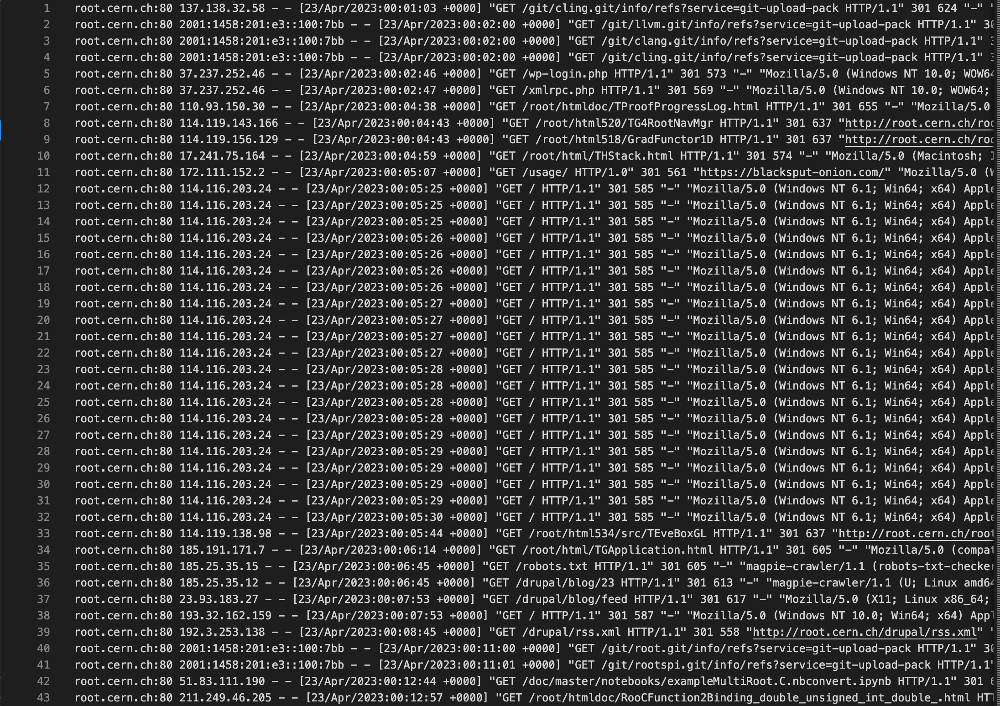 1 root.cern.ch:80 137.138.32.58 - - [23/Apr/2023:00:01:03 +0000] "GET /git/cling.git/info/refs?service=git-upload-pack HTTP/1.1" 301 624 "-" "
2 root.cern.ch:80 2001:1458:201:e3::100:7bb - - [23/Apr/2023:00:02:00 +0000] "GET /git/llvm.git/info/refs?service=git-upload-pack HTTP/1.1" 30
3 root.cern.ch:80 2001:1458:201:e3::100:7bb - - [23/Apr/2023:00:02:00 +0000] "GET /git/clang.git/info/refs?service=git-upload-pack HTTP/1.1" 3
4 root.cern.ch:80 2001:1458:201:e3::100:7bb - - [23/Apr/2023:00:02:00 +0000] "GET /git/cling.git/info/refs?service=git-upload-pack HTTP/1.1" 3
5 root.cern.ch:80 37.237.252.46 - - [23/Apr/2023:00:02:46 +0000] "GET /wp-login.php HTTP/1.1" 301 573 "-" "Mozilla/5.0 (Windows NT 10.0; WOW64
6 root.cern.ch:80 37.237.252.46 - - [23/Apr/2023:00:02:47 +0000] "GET /xmlrpc.php HTTP/1.1" 301 569 "-" "Mozilla/5.0 (Windows NT 10.0; WOW64;
7 root.cern.ch:80 110.93.150.30 - - [23/Apr/2023:00:04:38 +0000] "GET /root/htmldoc/TProofProgressLog.html HTTP/1.1" 301 655 "-" "Mozilla/5.0
8 root.cern.ch:80 114.119.143.166 - - [23/Apr/2023:00:04:43 +0000] "GET /root/html520/TG4RootNavMgr HTTP/1.1" 301 637 "http://root.cern.ch/roo
9 root.cern.ch:80 114.119.156.129 - - [23/Apr/2023:00:04:43 +0000] "GET /root/html518/GradFunctor1D HTTP/1.1" 301 637 "http://root.cern.ch/roo
10 root.cern.ch:80 17.241.75.164 - - [23/Apr/2023:00:04:59 +0000] "GET /root/html/THStack.html HTTP/1.1" 301 574 "-" "Mozilla/5.0 (Macintosh; I
11 root.cern.ch:80 172.111.152.2 - - [23/Apr/2023:00:05:07 +0000] "GET /usage/ HTTP/1.0" 301 561 "https://blacksput-onion.com/" "Mozilla/5.0 (W
12 root.cern.ch:80 114.116.203.24 - - [23/Apr/2023:00:05:25 +0000] "GET / HTTP/1.1" 301 585 "-" "Mozilla/5.0 (Windows NT 6.1; Win64; x64) Apple
13 root.cern.ch:80 114.116.203.24 - - [23/Apr/2023:00:05:25 +0000] "GET / HTTP/1.1" 301 585 "-" "Mozilla/5.0 (Windows NT 6.1; Win64; x64) Apple
14 root.cern.ch:80 114.116.203.24 - - [23/Apr/2023:00:05:25 +0000] "GET / HTTP/1.1" 301 585 "-" "Mozilla/5.0 (Windows NT 6.1; Win64; x64) Apple
15 root.cern.ch:80 114.116.203.24 - - [23/Apr/2023:00:05:26 +0000] "GET / HTTP/1.1" 301 585 "-" "Mozilla/5.0 (Windows NT 6.1; Win64; x64) Apple
16 root.cern.ch:80 114.116.203.24 - - [23/Apr/2023:00:05:26 +0000] "GET / HTTP/1.1" 301 585 "-" "Mozilla/5.0 (Windows NT 6.1; Win64; x64) Apple
17 root.cern.ch:80 114.116.203.24 - - [23/Apr/2023:00:05:26 +0000] "GET / HTTP/1.1" 301 585 "-" "Mozilla/5.0 (Windows NT 6.1; Win64; x64) Apple
18 root.cern.ch:80 114.116.203.24 - - [23/Apr/2023:00:05:26 +0000] "GET / HTTP/1.1" 301 585 "-" "Mozilla/5.0 (Windows NT 6.1; Win64; x64) Apple
19 root.cern.ch:80 114.116.203.24 - - [23/Apr/2023:00:05:27 +0000] "GET / HTTP/1.1" 301 585 "-" "Mozilla/5.0 (Windows NT 6.1; Win64; x64) Apple
20 root.cern.ch:80 114.116.203.24 - - [23/Apr/2023:00:05:27 +0000] "GET / HTTP/1.1" 301 585 "-" "Mozilla/5.0 (Windows NT 6.1; Win64; x64) Apple
21 root.cern.ch:80 114.116.203.24 - - [23/Apr/2023:00:05:27 +0000] "GET / HTTP/1.1" 301 585 "-" "Mozilla/5.0 (Windows NT 6.1; Win64; x64) Apple
22 root.cern.ch:80 114.116.203.24 - - [23/Apr/2023:00:05:27 +0000] "GET / HTTP/1.1" 301 585 "-" "Mozilla/5.0 (Windows NT 6.1; Win64; x64) Apple
23 root.cern.ch:80 114.116.203.24 - - [23/Apr/2023:00:05:28 +0000] "GET / HTTP/1.1" 301 585 "-" "Mozilla/5.0 (Windows NT 6.1; Win64; x64) Apple
24 root.cern.ch:80 114.116.203.24 - - [23/Apr/2023:00:05:28 +0000] "GET / HTTP/1.1" 301 585 "-" "Mozilla/5.0 (Windows NT 6.1; Win64; x64) Apple
25 root.cern.ch:80 114.116.203.24 - - [23/Apr/2023:00:05:28 +0000] "GET / HTTP/1.1" 301 585 "-" "Mozilla/5.0 (Windows NT 6.1; Win64; x64) Apple
26 root.cern.ch:80 114.116.203.24 - - [23/Apr/2023:00:05:28 +0000] "GET / HTTP/1.1" 301 585 "-" "Mozilla/5.0 (Windows NT 6.1; Win64; x64) Apple
27 root.cern.ch:80 114.116.203.24 - - [23/Apr/2023:00:05:29 +0000] "GET / HTTP/1.1" 301 585 "-" "Mozilla/5.0 (Windows NT 6.1; Win64; x64) Apple
28 root.cern.ch:80 114.116.203.24 - - [23/Apr/2023:00:05:29 +0000] "GET / HTTP/1.1" 301 585 "-" "Mozilla/5.0 (Windows NT 6.1; Win64; x64) Apple
29 root.cern.ch:80 114.116.203.24 - - [23/Apr/2023:00:05:29 +0000] "GET / HTTP/1.1" 301 585 "-" "Mozilla/5.0 (Windows NT 6.1; Win64; x64) Apple
30 root.cern.ch:80 114.116.203.24 - - [23/Apr/2023:00:05:29 +0000] "GET / HTTP/1.1" 301 585 "-" "Mozilla/5.0 (Windows NT 6.1; Win64; x64) Apple
31 root.cern.ch:80 114.116.203.24 - - [23/Apr/2023:00:05:29 +0000] "GET / HTTP/1.1" 301 585 "-" "Mozilla/5.0 (Windows NT 6.1; Win64; x64) Apple
32 root.cern.ch:80 114.116.203.24 - - [23/Apr/2023:00:05:30 +0000] "GET / HTTP/1.1" 301 585 "-" "Mozilla/5.0 (Windows NT 6.1; Win64; x64) Apple
33 root.cern.ch:80 114.119.138.98 - - [23/Apr/2023:00:05:44 +0000] "GET /root/html534/src/TEveBoxGL HTTP/1.1" 301 637 "http://root.cern.ch/root
34 root.cern.ch:80 185.191.171.7 - - [23/Apr/2023:00:06:14 +0000] "GET /root/html/TGApplication.html HTTP/1.1" 301 605 "-" "Mozilla/5.0 (compat
35 root.cern.ch:80 185.25.35.15 - - [23/Apr/2023:00:06:45 +0000] "GET /robots.txt HTTP/1.1" 301 605 "-" "magpie-crawler/1.1 (robots-txt-checker
36 root.cern.ch:80 185.25.35.12 - - [23/Apr/2023:00:06:45 +0000] "GET /drupal/blog/23 HTTP/1.1" 301 613 "-" "magpie-crawler/1.1 (U; Linux amd64
37 root.cern.ch:80 23.93.183.27 - - [23/Apr/2023:00:07:53 +0000] "GET /drupal/blog/feed HTTP/1.1" 301 617 "-" "Mozilla/5.0 (X11; Linux x86_64;
38 root.cern.ch:80 193.32.162.159 - - [23/Apr/2023:00:07:53 +0000] "GET / HTTP/1.1" 301 587 "-" "Mozilla/5.0 (Windows NT 10.0; Win64; x64) Appl
39 root.cern.ch:80 192.3.253.138 - - [23/Apr/2023:00:08:45 +0000] "GET /drupal/rss.xml HTTP/1.1" 301 558 "http://root.cern.ch/drupal/rss.xml" "
40 root.cern.ch:80 2001:1458:201:e3::100:7bb - - [23/Apr/2023:00:11:00 +0000] "GET /git/root.git/info/refs?service=git-upload-pack HTTP/1.1" 30
41 root.cern.ch:80 2001:1458:201:e3::100:7bb - - [23/Apr/2023:00:11:01 +0000] "GET /git/rootspi.git/info/refs?service=git-upload-pack HTTP/1.1"
42 root.cern.ch:80 51.83.111.190 - - [23/Apr/2023:00:12:44 +0000] "GET /doc/master/notebooks/exampleMultiRoot.C.nbconvert.ipynb HTTP/1.1" 301 6
43 root.cern.ch:80 211.249.46.205 - - [23/Apr/2023:00:12:57 +0000] "GET /root/htmldoc/RooCFunction2Binding_double_unsigned_int_double_.html HTT